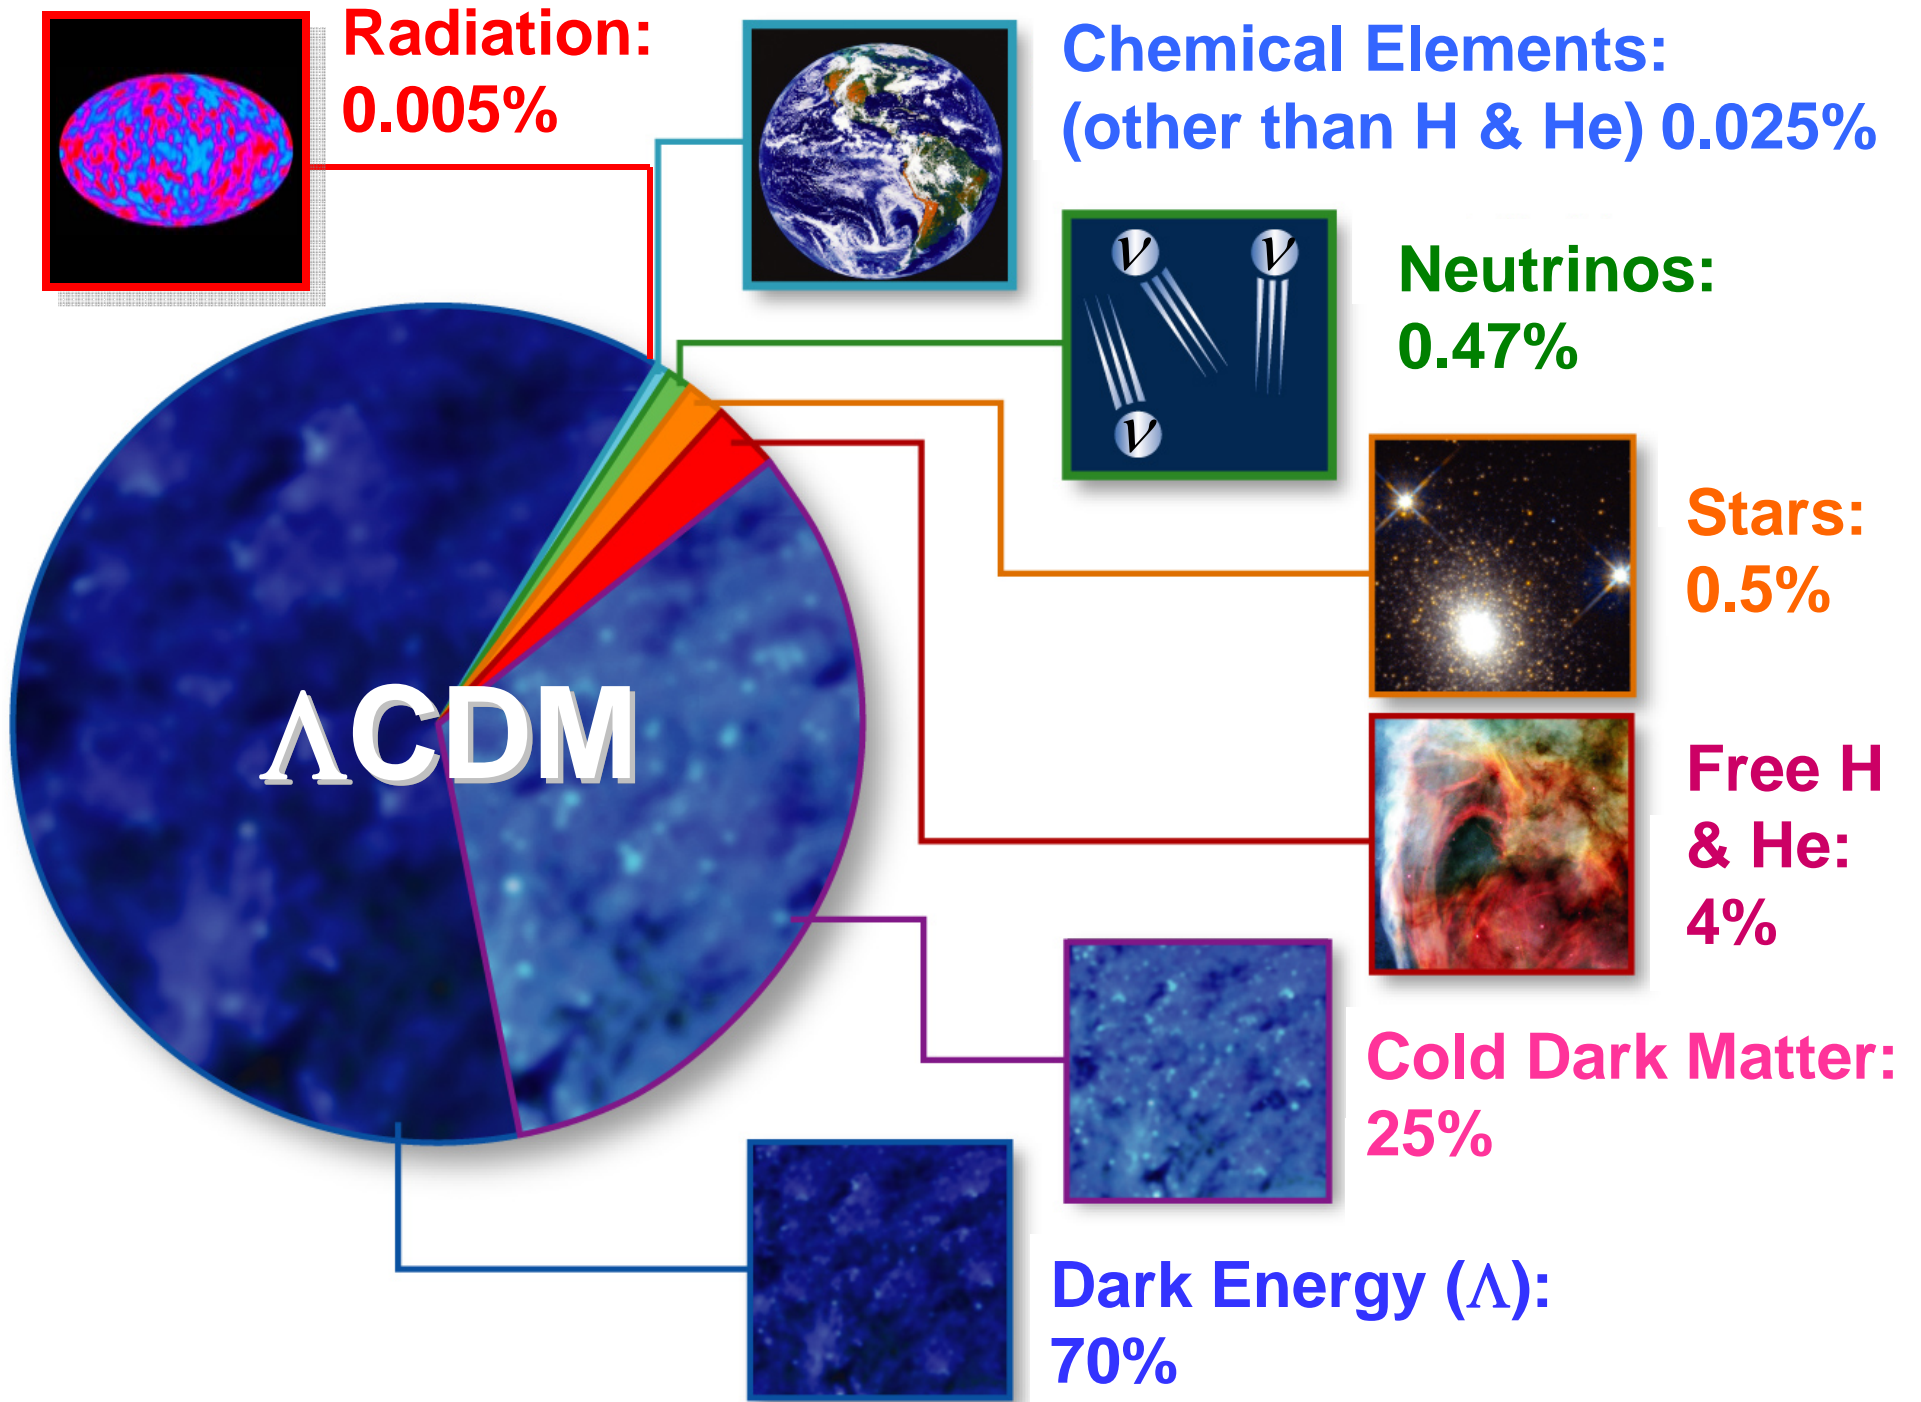 Radiation:
0.005%
Chemical Elements:
(other than H & He) 0.025%
ν
ν
ν
Neutrinos:
0.47%
Stars:
0.5%
Free H
& He:
4%
ΛCDM
Cold Dark Matter:
25%
Dark Energy (Λ):
70%